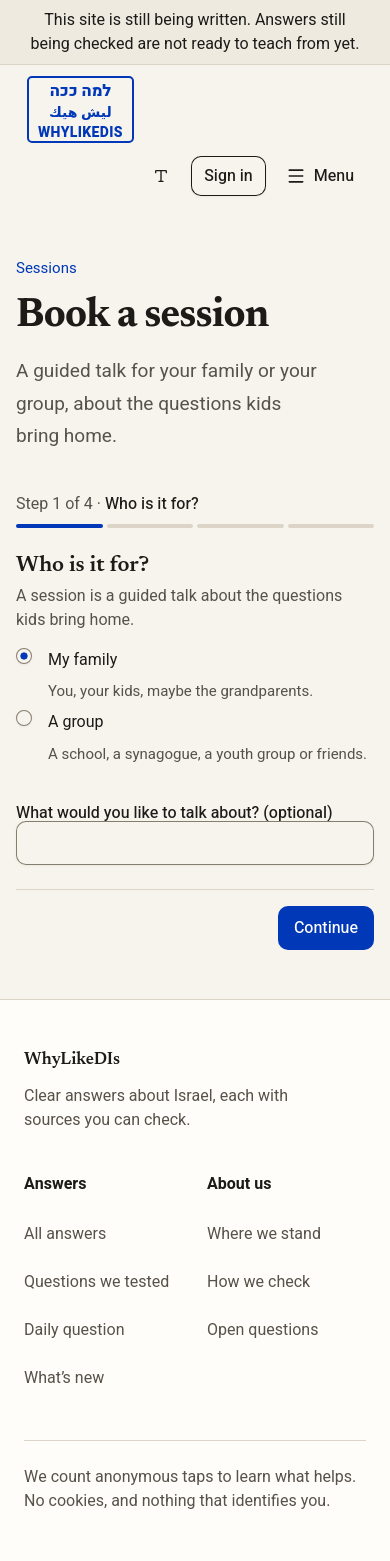 This site is still being written. Answers still
being checked are not ready to teach from yet.
למה ככה
ليش هيك
WHYLIKEDIS
T
Sign in
Menu
Sessions
Book a session
A guided talk for your family or your
group, about the questions kids
bring home.
Step 1 of 4 · Who is it for?
Who is it for?
A session is a guided talk about the questions
kids bring home.
My family
You, your kids, maybe the grandparents.
A group
A school, a synagogue, a youth group or friends.
What would you like to talk about? (optional)
Continue
WhyLikeDIs
Clear answers about Israel, each with
sources you can check.
Answers
About us
All answers
Where we stand
Questions we tested
How we check
Daily question
Open questions
What’s new
We count anonymous taps to learn what helps.
No cookies, and nothing that identifies you.